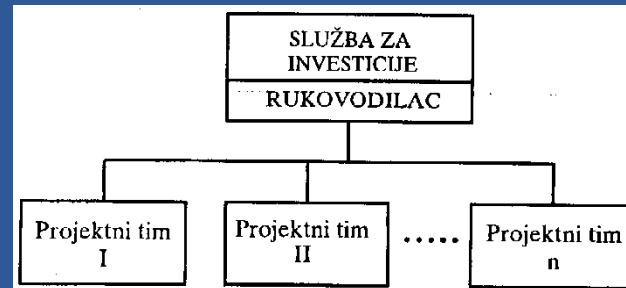 SLUŽBA ZA
INVESTICIJE
RUKOVODILAC
Projektni tim
I
Projektni tim
II
.....
Projektni tim
n